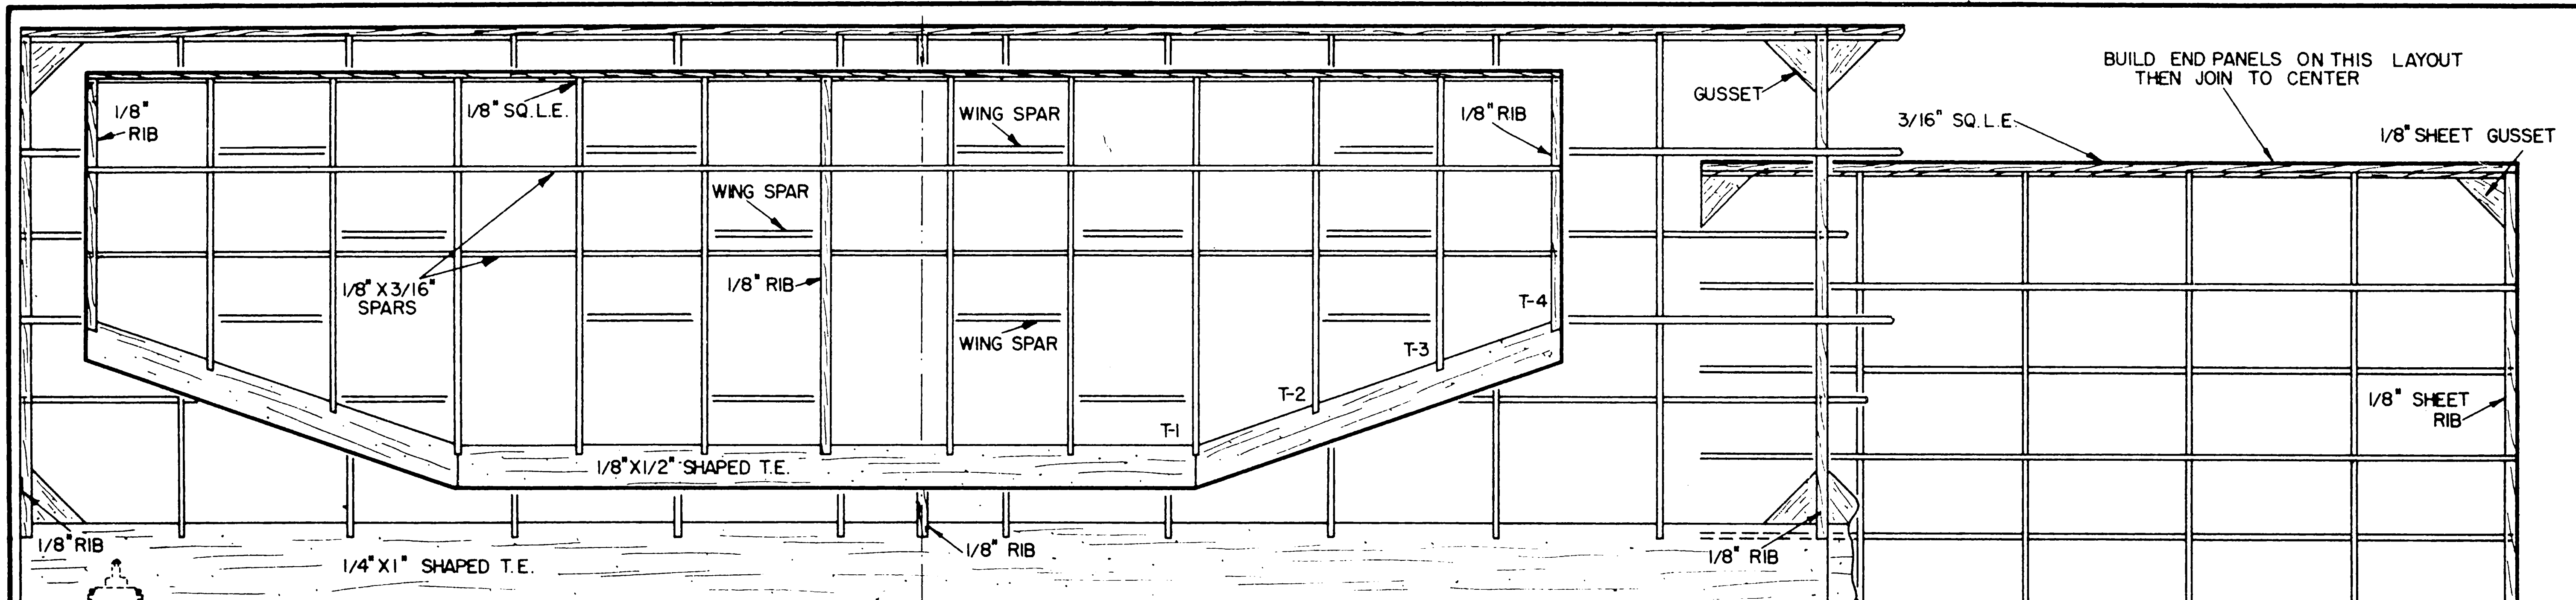 BUILD END PANELS ON THIS LAYOUT
THEN JOIN TO CENTER
1/8"
RIB
1/8" SQ. L.E.
WING SPAR
1/8" RIB
GUSSET
3/16" SQ. L.E.
1/8" SHEET GUSSET
WING SPAR
1/8" X 3/16"
SPARS
1/8" RIB
WING SPAR
T-4
T-3
T-2
T-1
1/8" SHEET
RIB
1/8" X 1/2" SHAPED T.E.
1/8" RIB
1/4" X 1" SHAPED T.E.
1/8" RIB
1/8" RIB